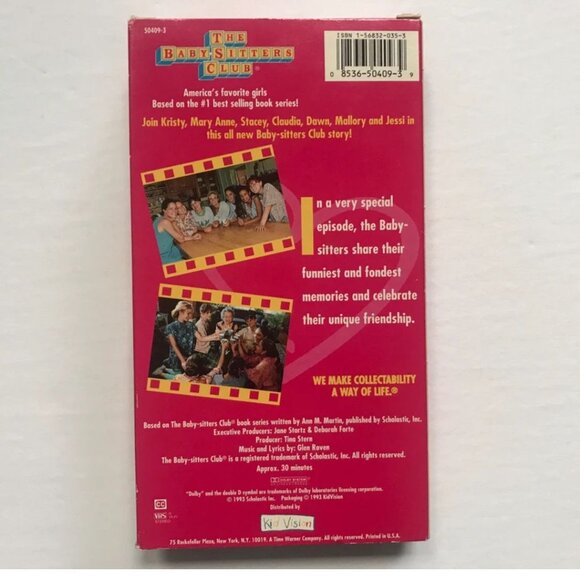 50409-3
THE
BABY-SITTERS
CLUB®
ISBN 1-56832-035-3
0 8536-50409-3 9
America's favorite girls
Based on the #1 best selling book series!
Join Kristy, Mary Anne, Stacey, Claudia, Dawn, Mallory and Jessi in
this all new Baby-sitters Club story!
In a very special
episode, the Baby-
sitters share their
funniest and fondest
memories and celebrate
their unique friendship.
WE MAKE COLLECTABILITY
A WAY OF LIFE.®
Based on The Baby-sitters Club® book series written by Ann M. Martin, published by Scholastic, Inc.
Executive Producers: Jane Startz & Deborah Forte
Producer: Tina Stern
Music and Lyrics by: Glen Roven
The Baby-sitters Club® is a registered trademark of Scholastic, Inc. All rights reserved.
Approx. 30 minutes
"Dolby" and the double D symbol are trademarks of Dolby laboratories licensing corporation.
© 1993 Scholastic Inc. Packaging © 1993 KidVision
Distributed by
CC
VHS
STEREO
Kid Vision
75 Rockefeller Plaza, New York, N.Y. 10019. A Time Warner Company. All rights reserved. Printed in U.S.A.